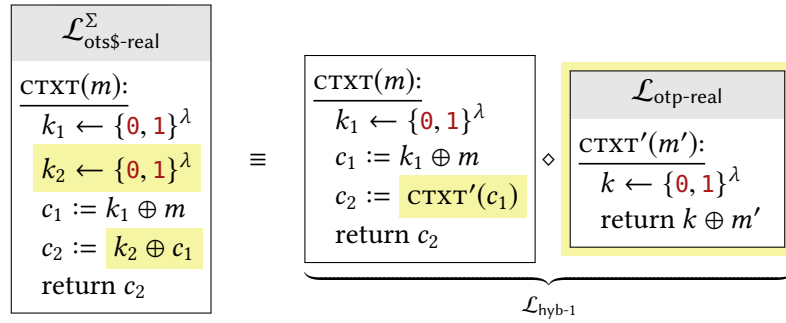 𝓛^Σ_ots$-real
CTXT(m):
k₁ ← {0, 1}^λ
k₂ ← {0, 1}^λ
c₁ := k₁ ⊕ m
c₂ := k₂ ⊕ c₁
return c₂
≡
CTXT(m):
k₁ ← {0, 1}^λ
c₁ := k₁ ⊕ m
c₂ := CTXT′(c₁)
return c₂
⋄
𝓛_otp-real
CTXT′(m′):
k ← {0, 1}^λ
return k ⊕ m′
𝓛_hyb-1